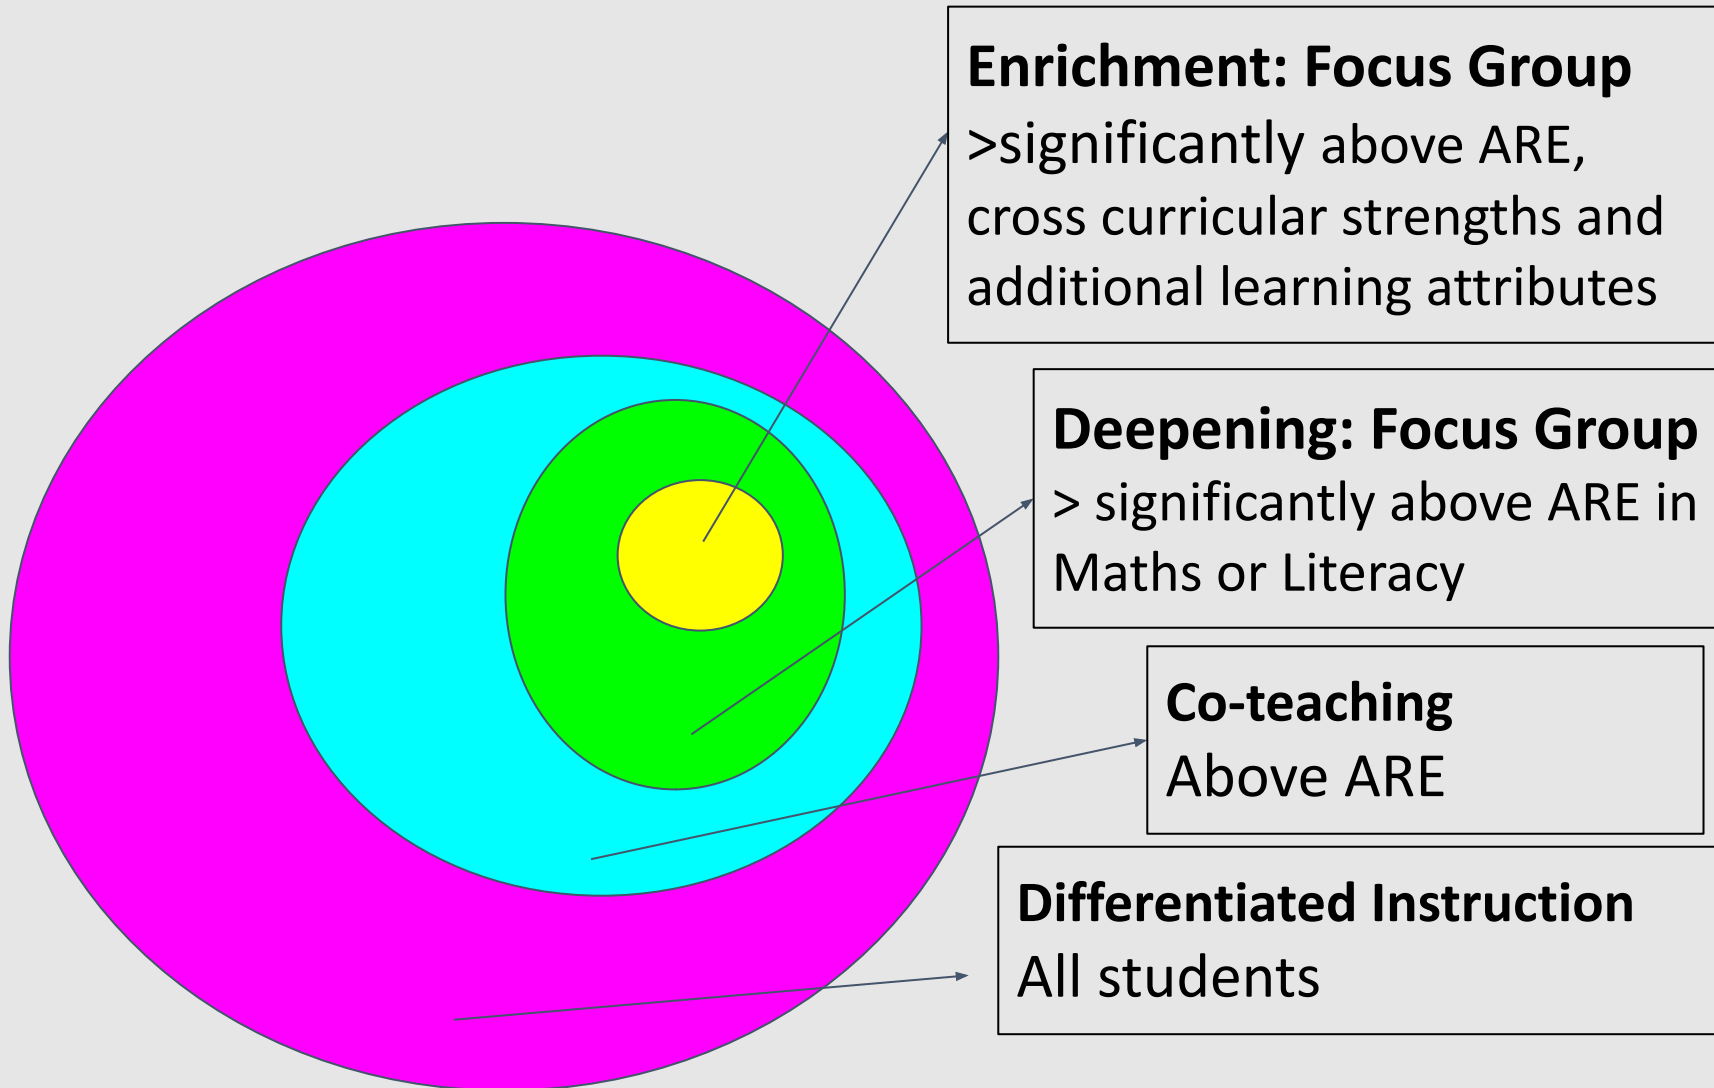 Enrichment: Focus Group
>significantly above ARE,
cross curricular strengths and
additional learning attributes
Deepening: Focus Group
> significantly above ARE in
Maths or Literacy
Co-teaching
Above ARE
Differentiated Instruction
All students